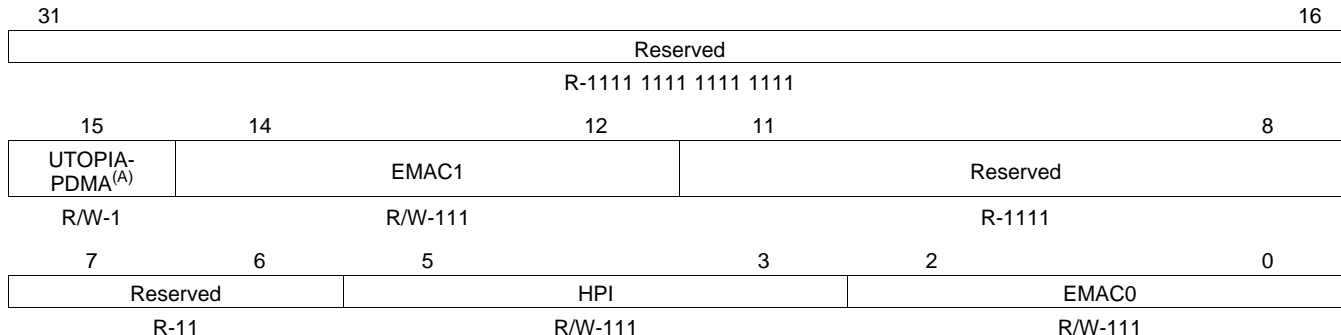 31 16
Reserved
R-1111 1111 1111 1111
15 14 12 11 8
UTOPIA-
PDMA(A) EMAC1 Reserved
R/W-1 R/W-111 R-1111
7 6 5 3 2 0
Reserved HPI EMAC0
R-11 R/W-111 R/W-111